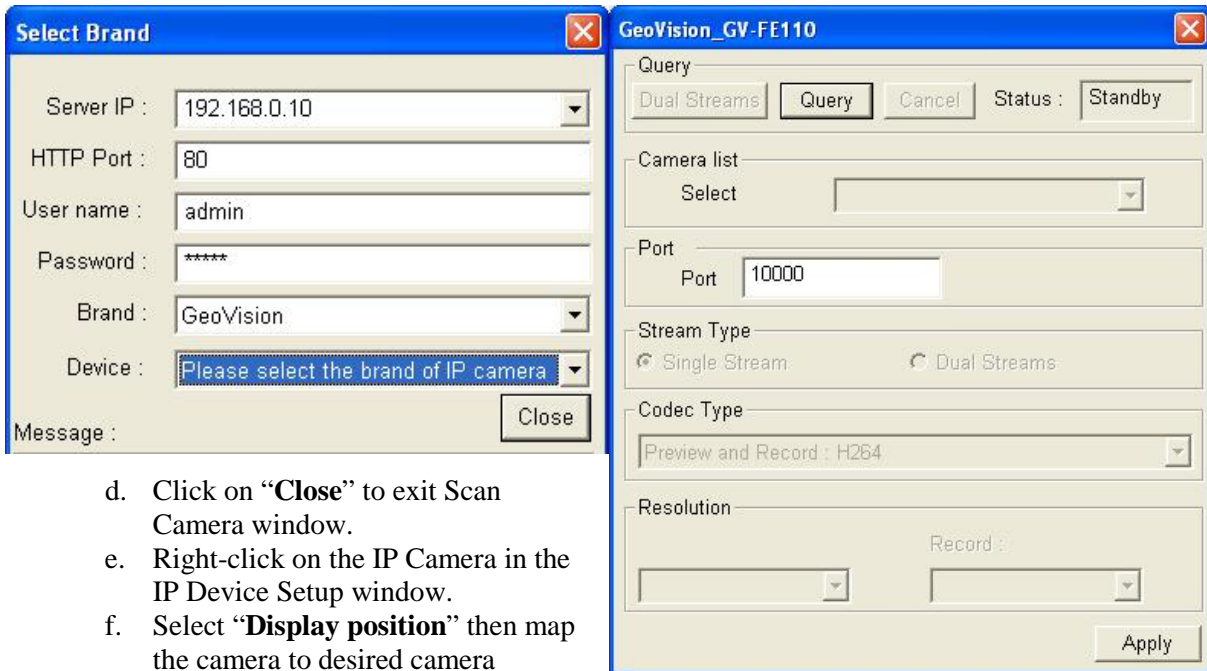 Select Brand
Server IP :
192.168.0.10
HTTP Port :
80
User name :
admin
Password :
*****
Brand :
GeoVision
Device :
Please select the brand of IP camera
Close
Message :
d. Click on “Close” to exit Scan
Camera window.
e. Right-click on the IP Camera in the
IP Device Setup window.
f. Select “Display position” then map
the camera to desired camera
GeoVision_GV-FE110
Query
Dual Streams
Query
Cancel
Status :
Standby
Camera list
Select
Port
Port
10000
Stream Type
Single Stream
Dual Streams
Codec Type
Preview and Record : H264
Resolution
Record :
Apply